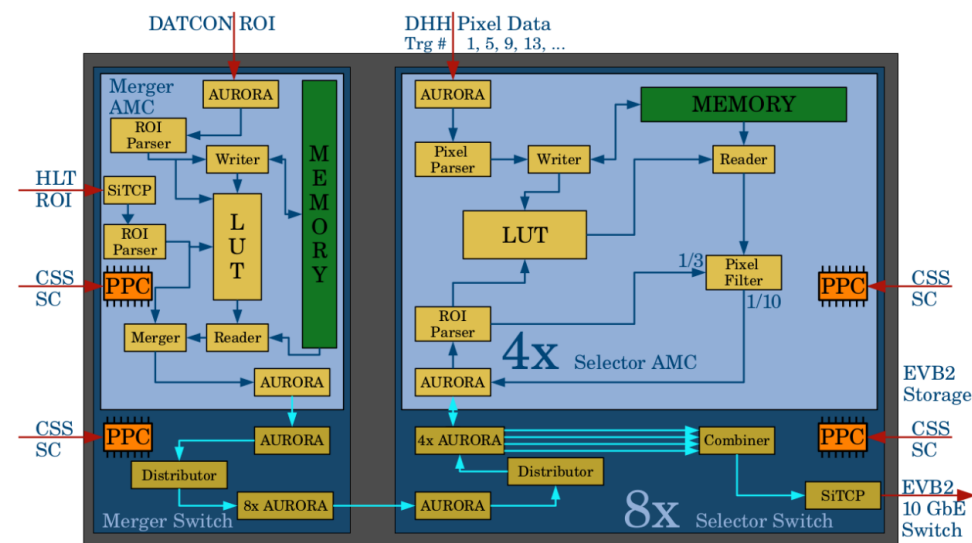 DATCON ROI
DHH Pixel Data
Trg # 1, 5, 9, 13, ...
Merger
AMC
AURORA
ROI
Parser
Writer
MEMORY
HLT
ROI
SiTCP
ROI
Parser
LUT
CSS
SC
PPC
Merger
Reader
AURORA
CSS
SC
PPC
AURORA
Distributor
8x AURORA
Merger Switch
AURORA
MEMORY
Pixel
Parser
Writer
Reader
LUT
1/3
Pixel
Filter
1/10
ROI
Parser
4x Selector AMC
AURORA
PPC
CSS
SC
EVB2
Storage
4x AURORA
Combiner
PPC
CSS
SC
Distributor
AURORA
SiTCP
EVB2
10 GbE
Switch
8x Selector Switch